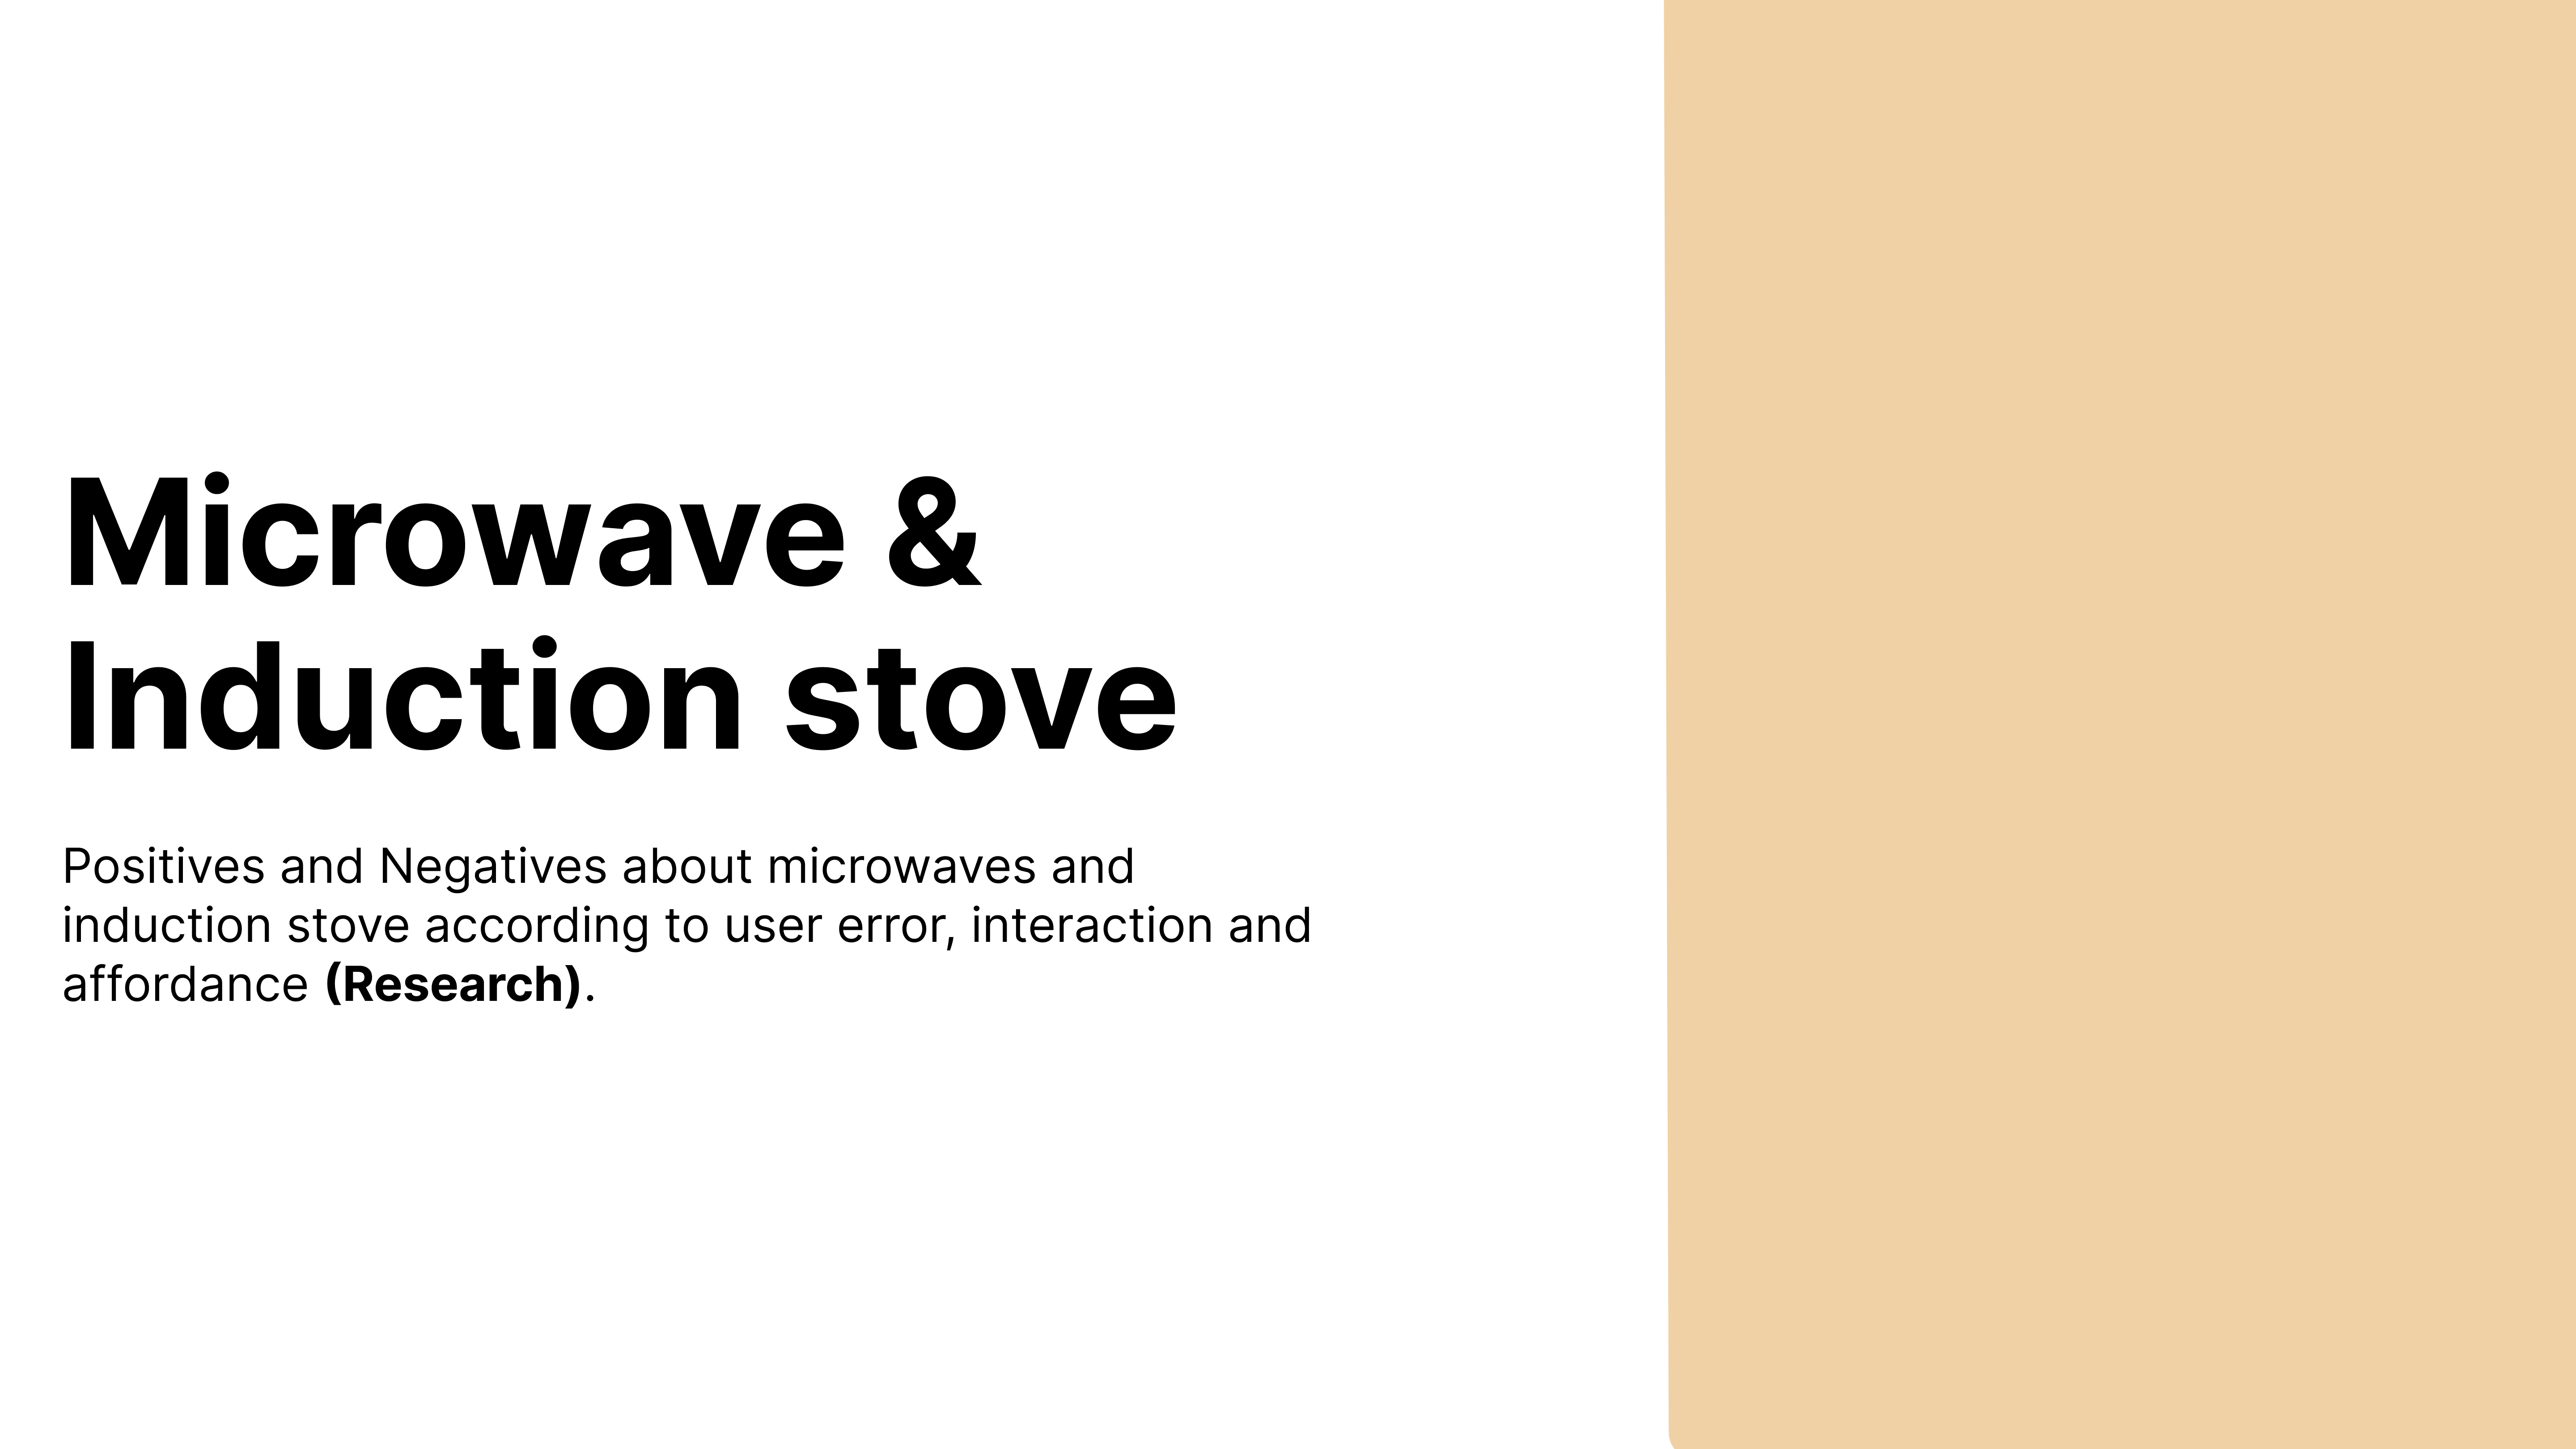 Microwave &
Induction stove
Positives and Negatives about microwaves and
induction stove according to user error, interaction and
affordance (Research).